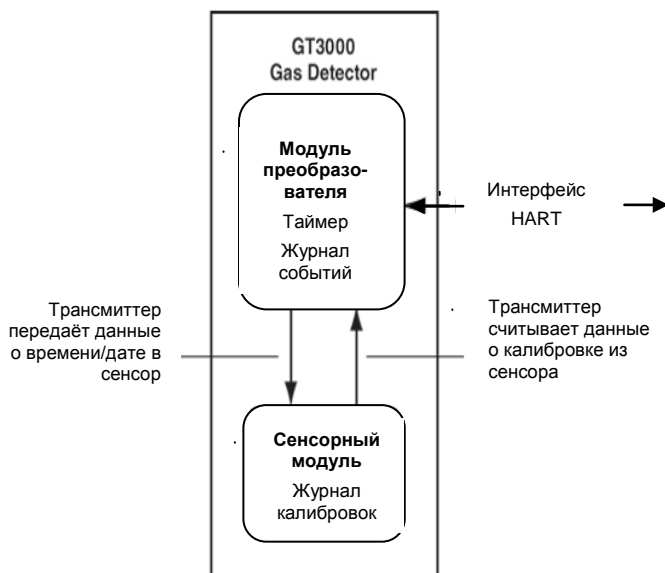 GT3000
Gas Detector
Модуль
преобразо-
вателя
Таймер
Журнал
событий
Интерфейс
HART
Трансмиттер
передаёт данные
о времени/дате в
сенсор
Трансмиттер
считывает данные
о калибровке из
сенсора
Сенсорный
модуль
Журнал
калибровок